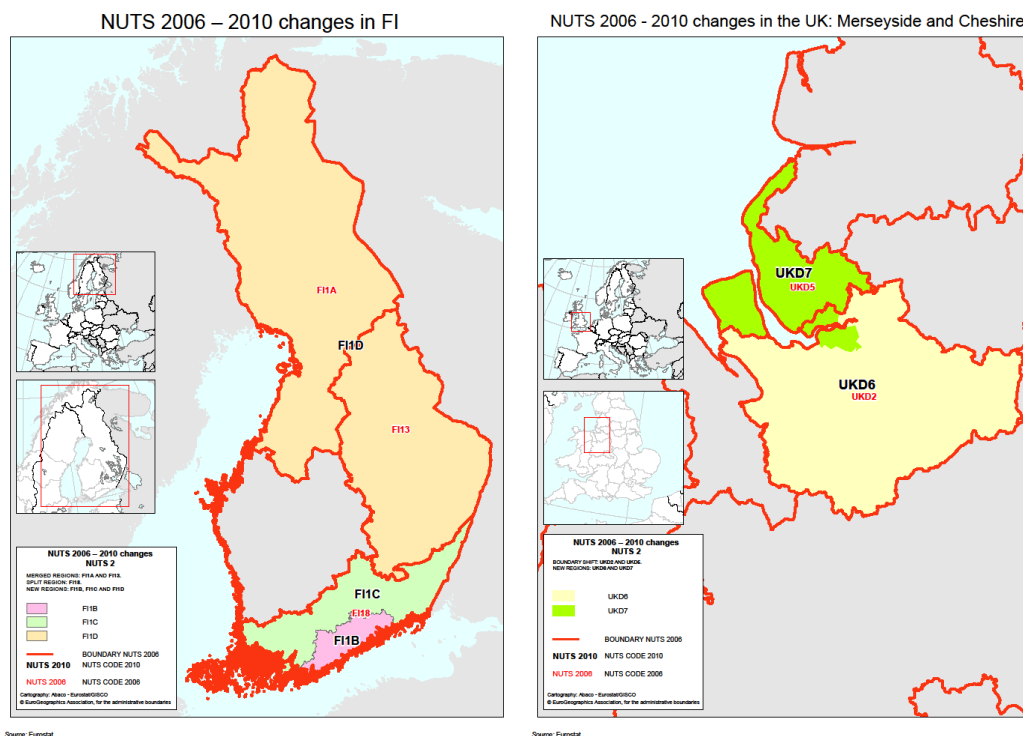 NUTS 2006 – 2010 changes in FI
FI1A
FI1D
FI13
FI1C
FI18
FI1B
NUTS 2006 – 2010 changes
NUTS 2
MERGED REGIONS: FI1A AND FI13.
SPLIT REGION: FI18.
NEW REGIONS: FI1B, FI1C AND FI1D
FI1B
FI1C
FI1D
BOUNDARY NUTS 2006
NUTS 2010 NUTS CODE 2010
NUTS 2006 NUTS CODE 2006
Cartography: Abaco - Eurostat/GISCO
© EuroGeographics Association, for the administrative boundaries
Source: Eurostat
NUTS 2006 - 2010 changes in the UK: Merseyside and Cheshire
UKD7
UKD5
UKD6
UKD2
NUTS 2006 – 2010 changes
NUTS 2
BOUNDARY SHIFT: UKD2 AND UKD5.
NEW REGIONS: UKD6 AND UKD7
UKD6
UKD7
BOUNDARY NUTS 2006
NUTS 2010 NUTS CODE 2010
NUTS 2006 NUTS CODE 2006
Cartography: Abaco - Eurostat/GISCO
© EuroGeographics Association, for the administrative boundaries
Source: Eurostat